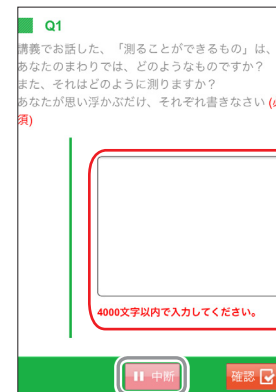 Q1
講義でお話した、「測ることができるもの」は、
あなたのまわりでは、どのようなものですか？
また、それはどのように測りますか？
あなたが思い浮かぶだけ、それぞれ書きなさい (必
須)
4000文字以内で入力してください。
中断
確認